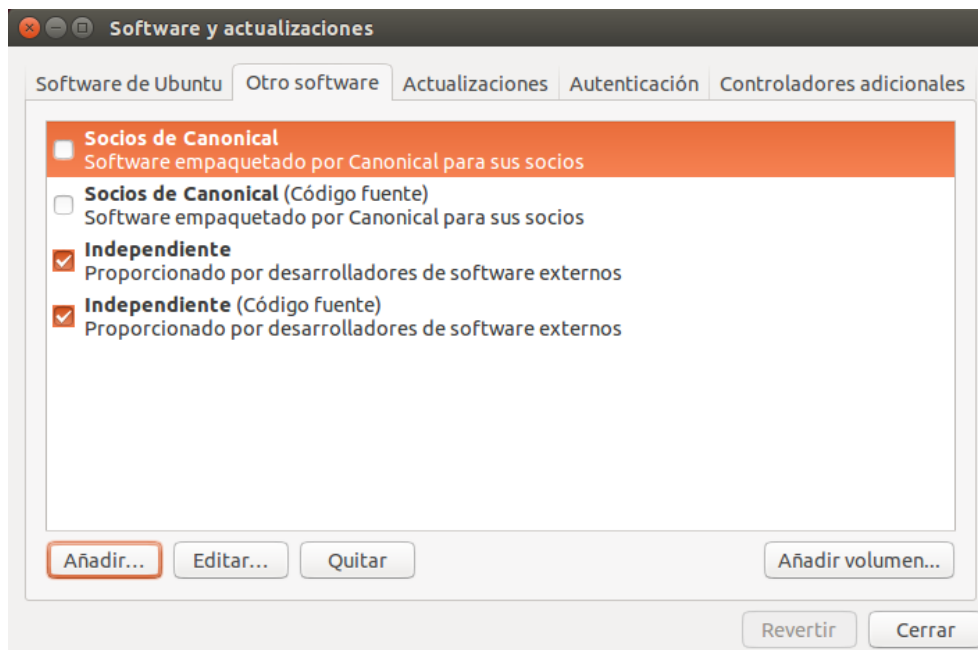 Software y actualizaciones
Software de Ubuntu Otro software Actualizaciones Autenticación Controladores adicionales
Socios de Canonical
Software empaquetado por Canonical para sus socios
Socios de Canonical (Código fuente)
Software empaquetado por Canonical para sus socios
Independiente
Proporcionado por desarrolladores de software externos
Independiente (Código fuente)
Proporcionado por desarrolladores de software externos
Añadir... Editar... Quitar Añadir volumen...
Revertir Cerrar